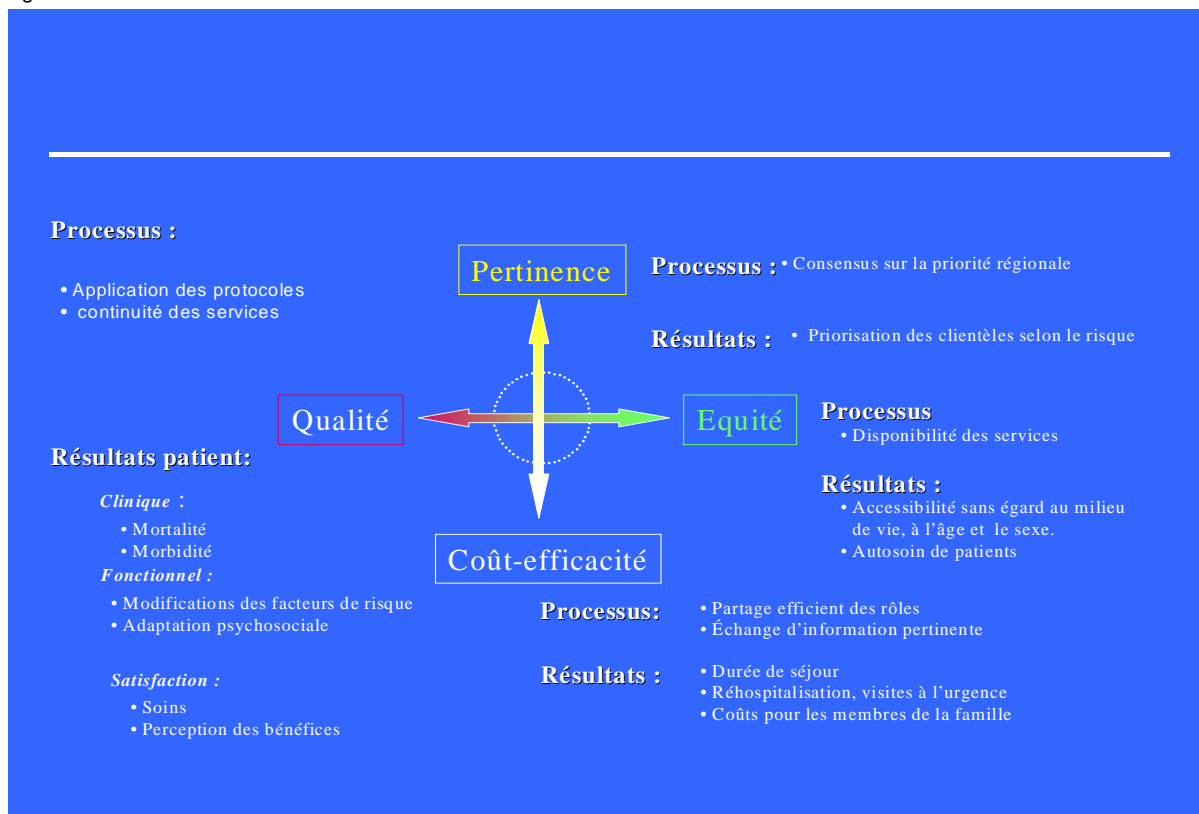 Processus :
• Application des protocoles
• continuité des services
Pertinence
Processus : • Consensus sur la priorité régionale
Résultats : • Priorisation des clientèles selon le risque
Qualité
Equité
Processus
• Disponibilité des services
Résultats :
• Accessibilité sans égard au milieu
de vie, à l’âge et le sexe.
• Autosoin de patients
Résultats patient:
Clinique :
• Mortalité
• Morbidité
Fonctionnel :
• Modifications des facteurs de risque
• Adaptation psychosociale
Satisfaction :
• Soins
• Perception des bénéfices
Coût-efficacité
Processus:
• Partage efficient des rôles
• Échange d’information pertinente
Résultats :
• Durée de séjour
• Réhospitalisation, visites à l’urgence
• Coûts pour les membres de la famille